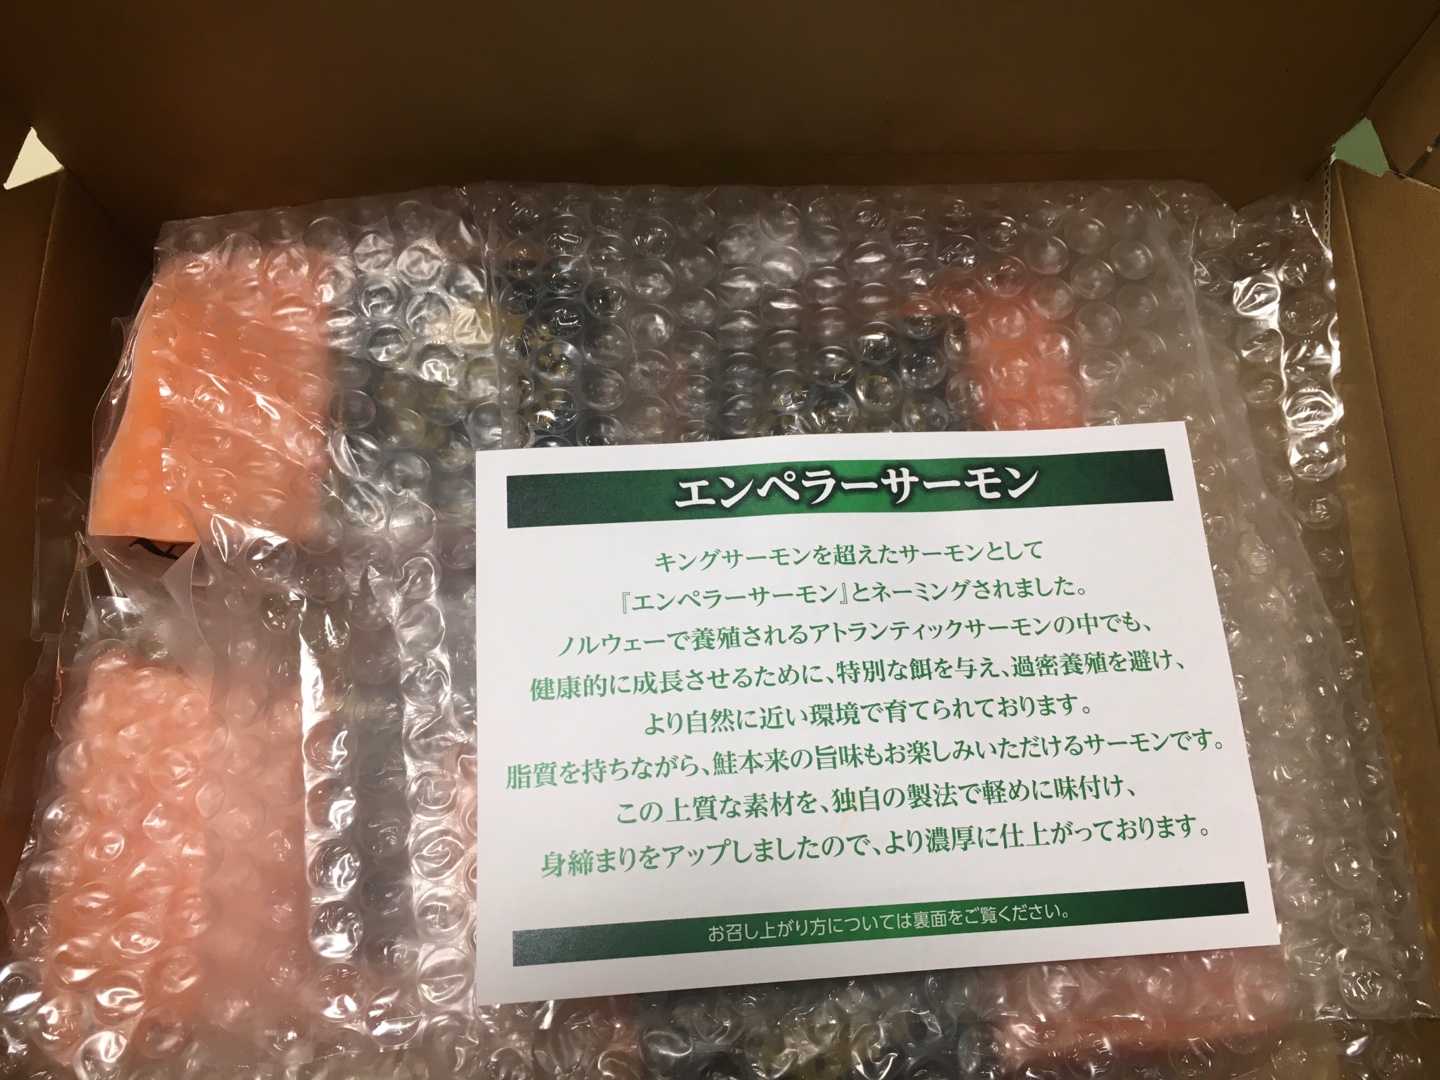 エンペラーサーモン
キングサーモンを超えたサーモンとして
『エンペラーサーモン』とネーミングされました。
ノルウェーで養殖されるアトランティックサーモンの中でも、
健康的に成長させるために、特別な餌を与え、過密養殖を避け、
より自然に近い環境で育てられております。
脂質を持ちながら、鮭本来の旨味もお楽しみいただけるサーモンです。
この上質な素材を、独自の製法で軽めに味付け、
身締まりをアップしましたので、より濃厚に仕上がっております。
お召し上がり方については裏面をご覧ください。